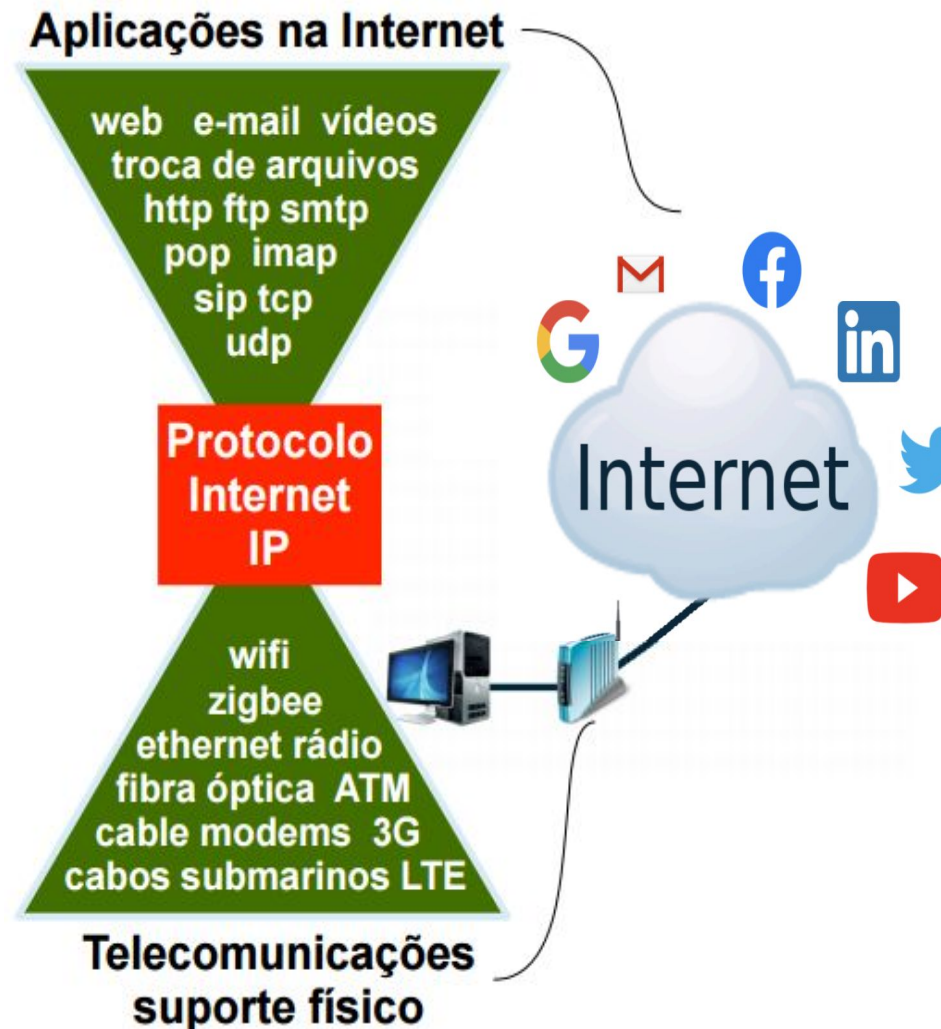 Aplicações na Internet
web e-mail vídeos
troca de arquivos
http ftp smtp
pop imap
sip tcp
udp
Protocolo
Internet
IP
Internet
in
wifi
zigbee
ethernet rádio
fibra óptica ATM
cable modems 3G
cabos submarinos LTE
Telecomunicações
suporte físico